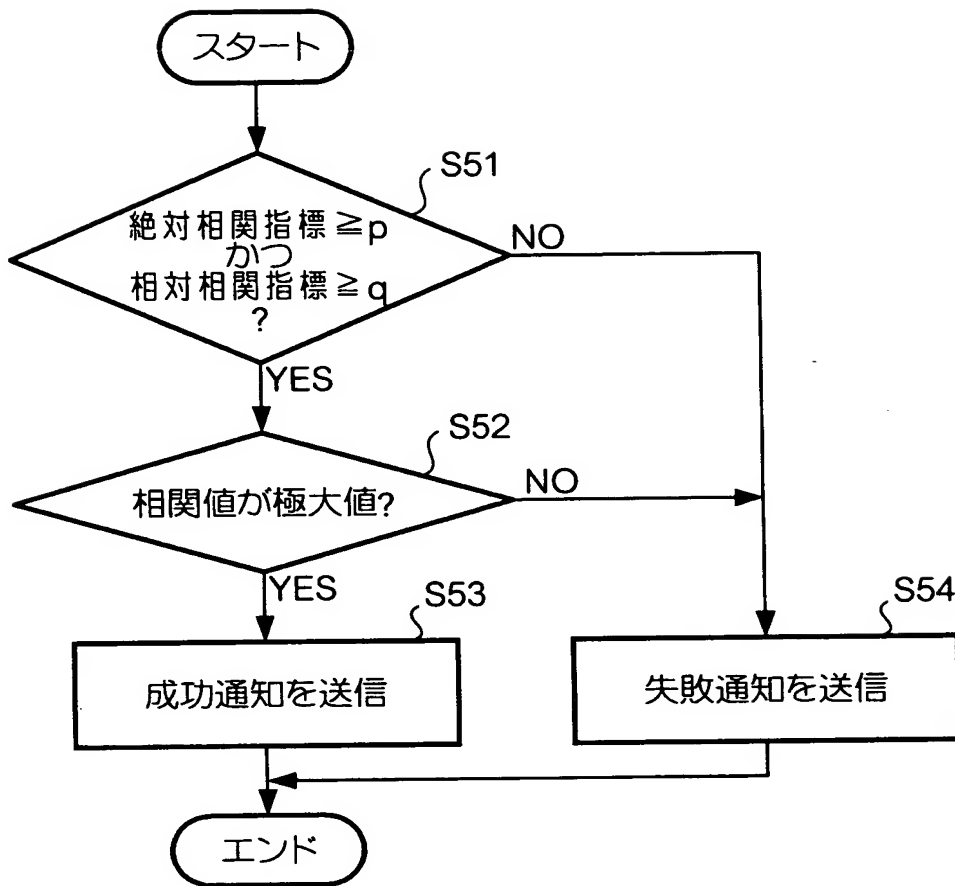 スタート
S51
絶対相関指標≧p
かつ
相対相関指標≧q
?
NO
YES
S52
相関値が極大値?
NO
YES
S53
成功通知を送信
S54
失敗通知を送信
エンド